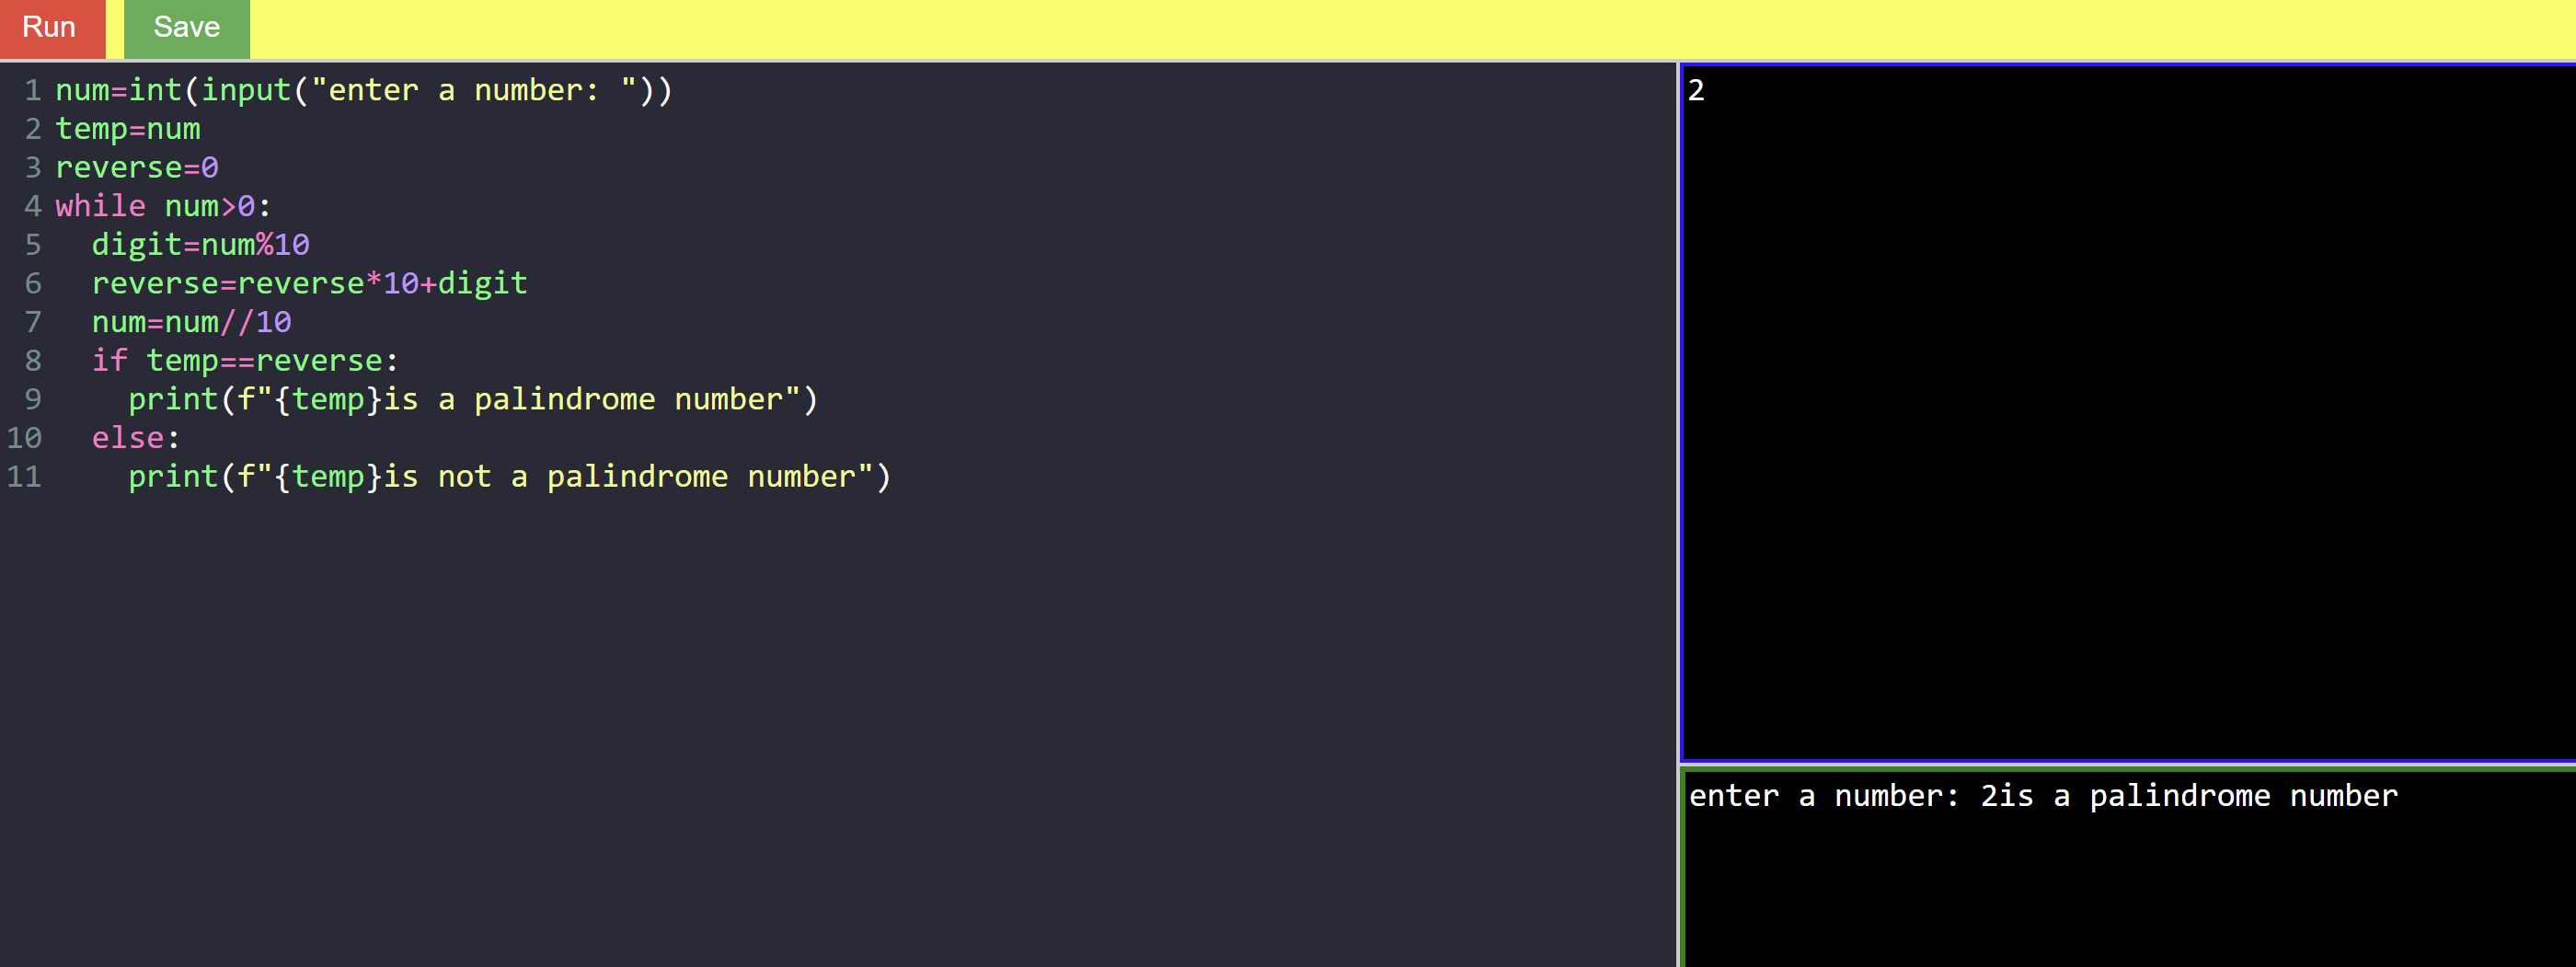 Run Save
1 num=int(input("enter a number: "))
2 temp=num
3 reverse=0
4 while num>0:
5   digit=num%10
6   reverse=reverse*10+digit
7   num=num//10
8   if temp==reverse:
9     print(f"{temp}is a palindrome number")
10   else:
11     print(f"{temp}is not a palindrome number")
2
enter a number: 2is a palindrome number